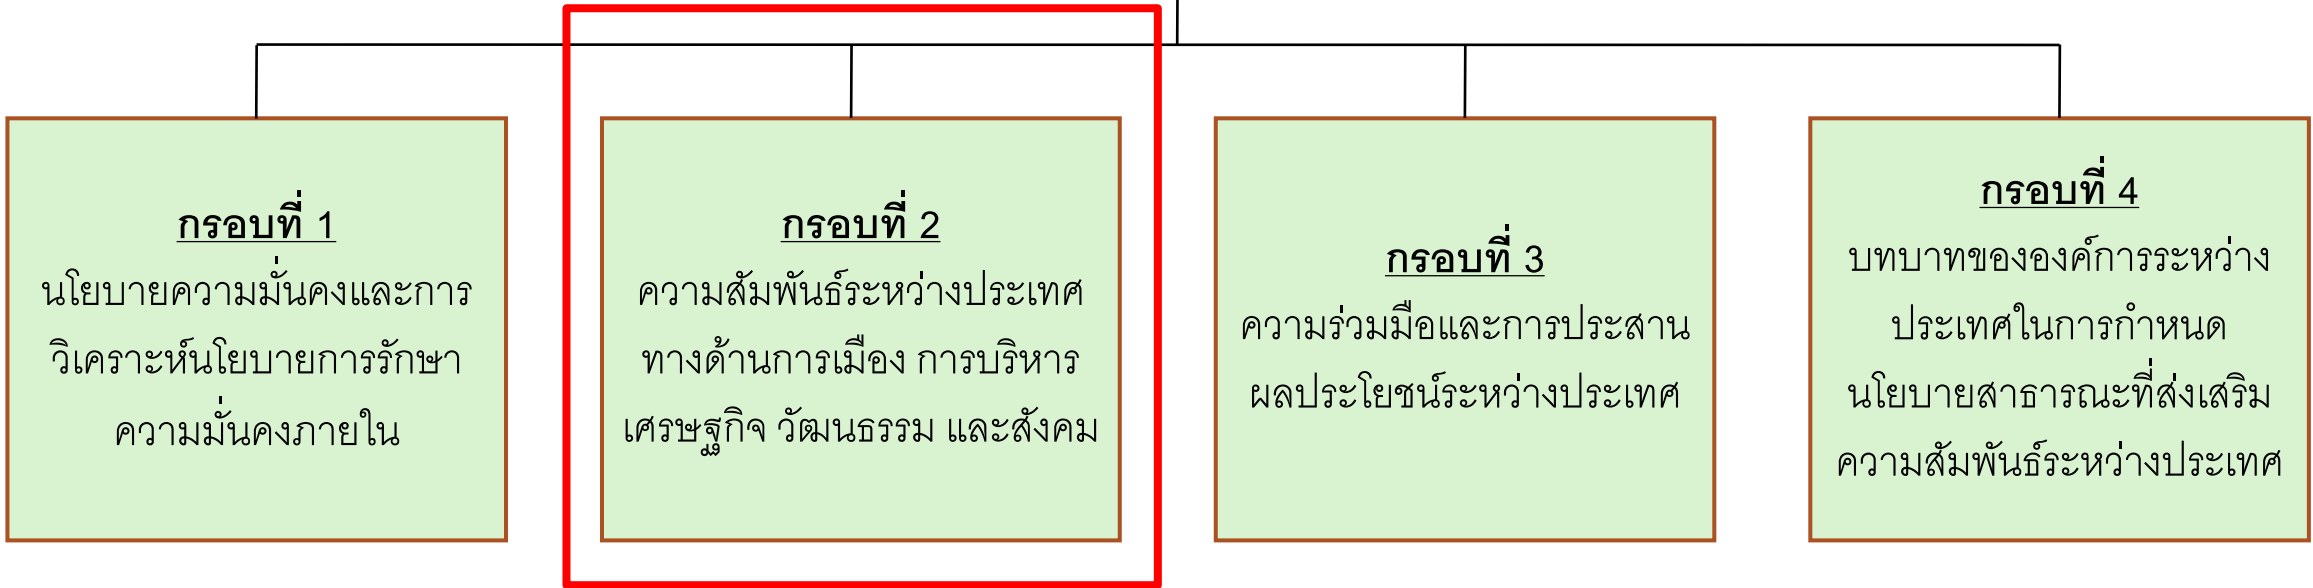 กรอบที่ 1
นโยบายความมั่นคงและการ
วิเคราะห์นโยบายการรักษา
ความมั่นคงภายใน
กรอบที่ 2
ความสัมพันธ์ระหว่างประเทศ
ทางด้านการเมือง การบริหาร
เศรษฐกิจ วัฒนธรรม และสังคม
กรอบที่ 3
ความร่วมมือและการประสาน
ผลประโยชน์ระหว่างประเทศ
กรอบที่ 4
บทบาทขององค์การระหว่าง
ประเทศในการกำหนด
นโยบายสาธารณะที่ส่งเสริม
ความสัมพันธ์ระหว่างประเทศ